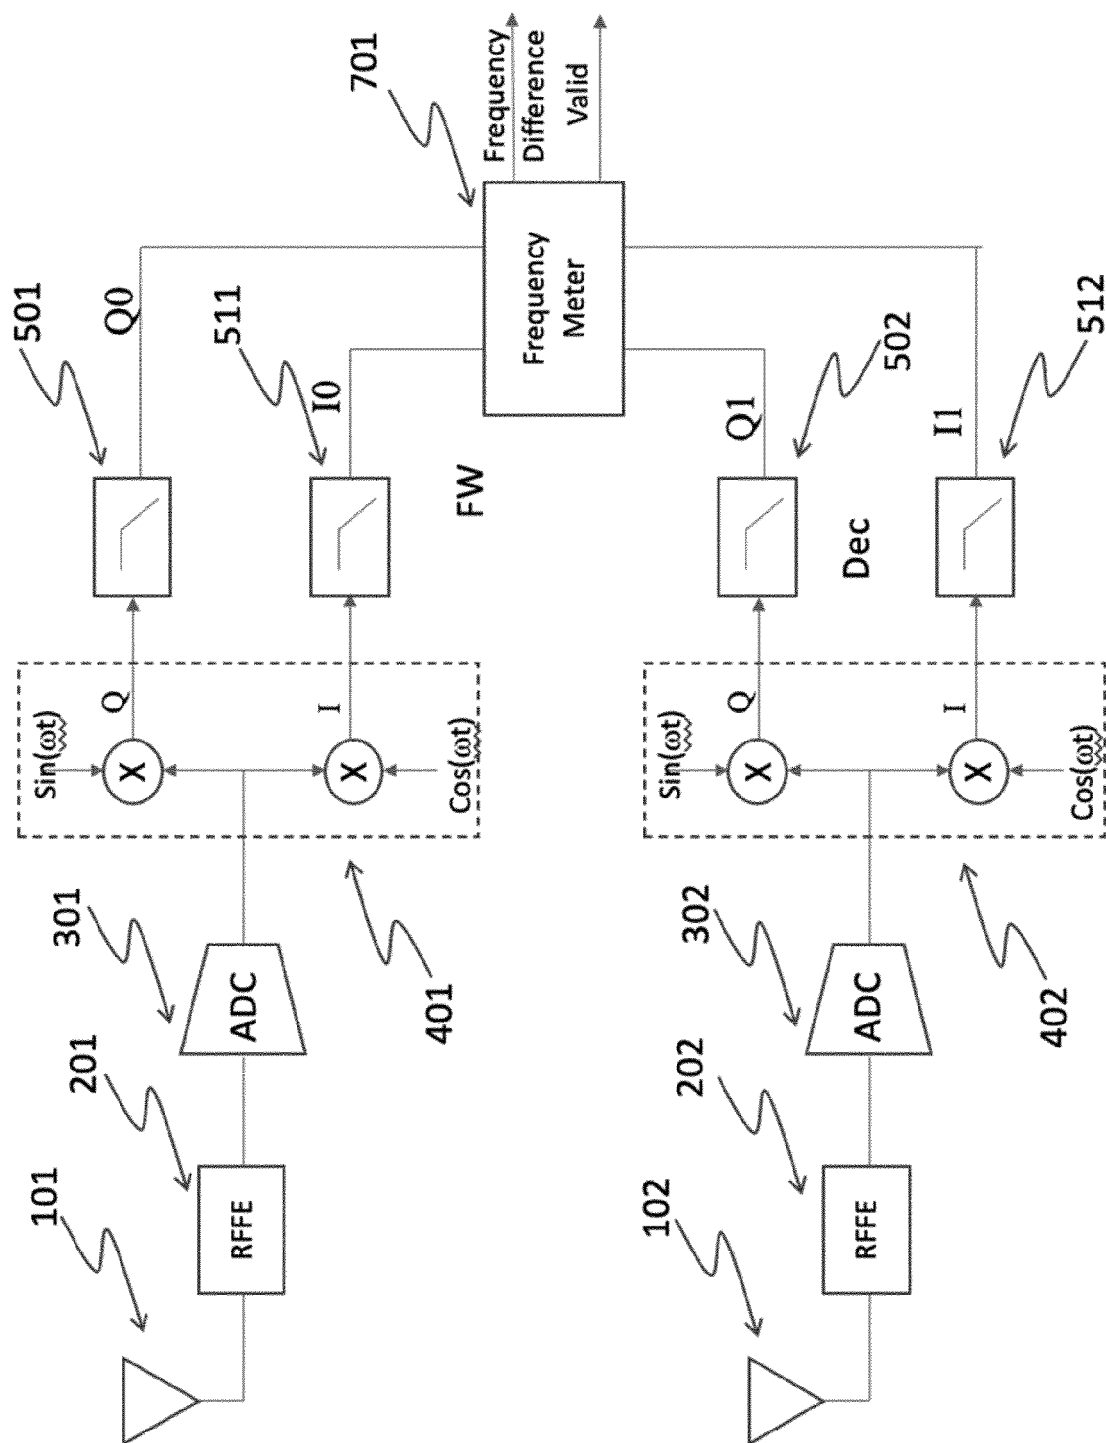 101
201
RFFE
301
ADC
401
Sin(ωt)
X
Q
X
I
Cos(ωt)
501
Q0
511
I0
FW
701
Frequency
Meter
Frequency
Difference
Valid
102
202
RFFE
302
ADC
402
Sin(ωt)
X
Q
X
I
Cos(ωt)
Q1
502
Dec
I1
512